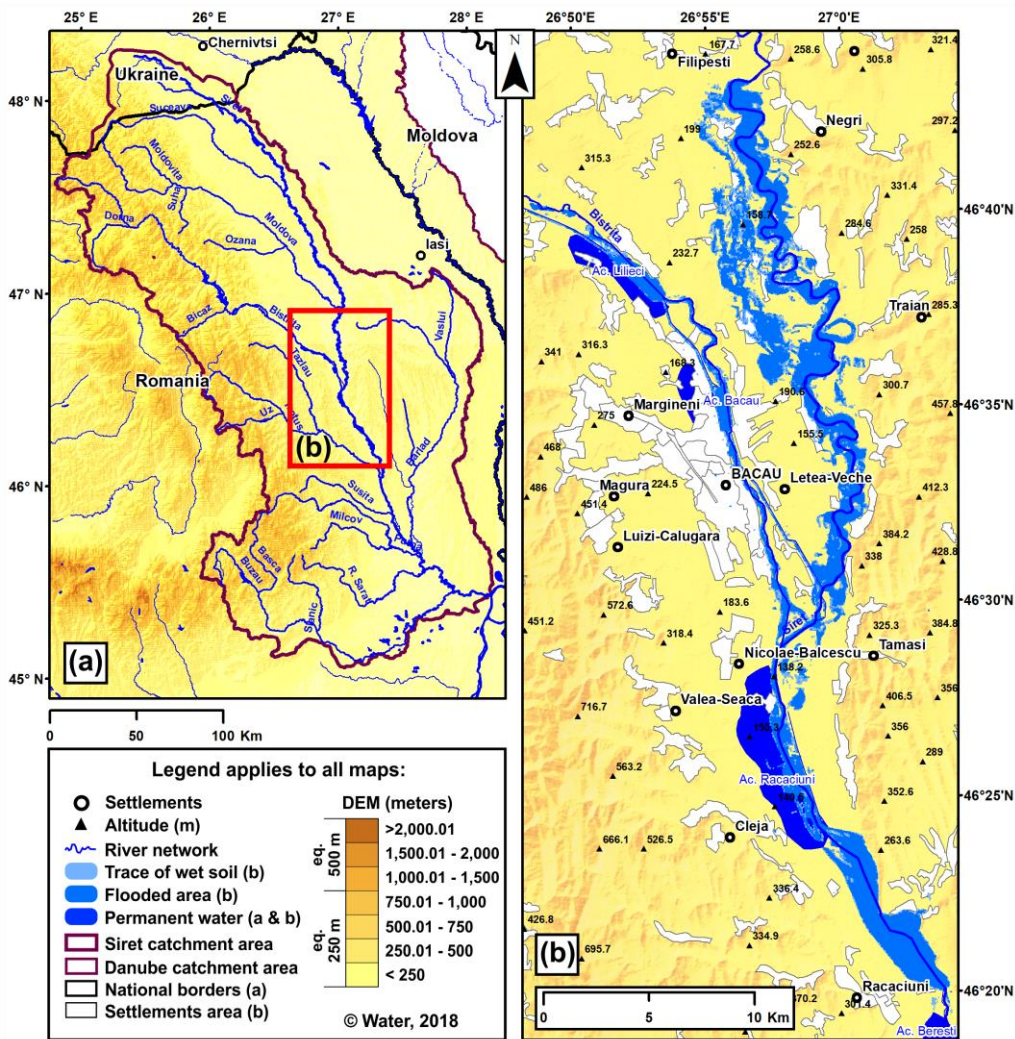 25° E 26° E 27° E 28° E
48° N
47° N
46° N
45° N
Chernivtsi
Ukraine
Suceava
Moldova
Moldovita
Suha
Moldova
Dorna
Ozana
Iasi
Bicaz
Bistrita
Vaslui
Tazlau
Romania
Uz
(b)
Barlad
Susita
Milcov
Basca
Buzau
R. Sarat
Slanic
(a)
0 50 100 Km
N
Legend applies to all maps:
Settlements
Altitude (m)
River network
Trace of wet soil (b)
Flooded area (b)
Permanent water (a & b)
Siret catchment area
Danube catchment area
National borders (a)
Settlements area (b)
DEM (meters)
eq. 500 m
eq. 250 m
>2,000.01
1,500.01 - 2,000
1,000.01 - 1,500
750.01 - 1,000
500.01 - 750
250.01 - 500
< 250
© Water, 2018
26°50' E 26°55' E 27°00' E
46°40' N
46°35' N
46°30' N
46°25' N
46°20' N
167.7
Filipesti
258.6
305.8
321.4
199
Negri
252.6
297.2
315.3
331.4
Bistrita
158.7
284.6
258
232.7
Ac. Lilieci
Traian
285.3
341
316.3
168.3
Ac. Bacau
190.6
300.7
Margineni
275
457.8
155.5
468
486
Magura
224.5
BACAU
Letea-Veche
412.3
451.4
Luizi-Calugara
384.2
338
428.8
572.6
183.6
Siret
451.2
318.4
325.3
384.8
Nicolae-Balcescu
Tamasi
138.2
Valea-Seaca
716.7
406.5
356
356
289
563.2
Ac. Racaciuni
352.6
Cleja
666.1
526.5
263.6
336.4
426.8
334.9
695.7
Racaciuni
301.4
Ac. Beresti
(b)
0 5 10 Km